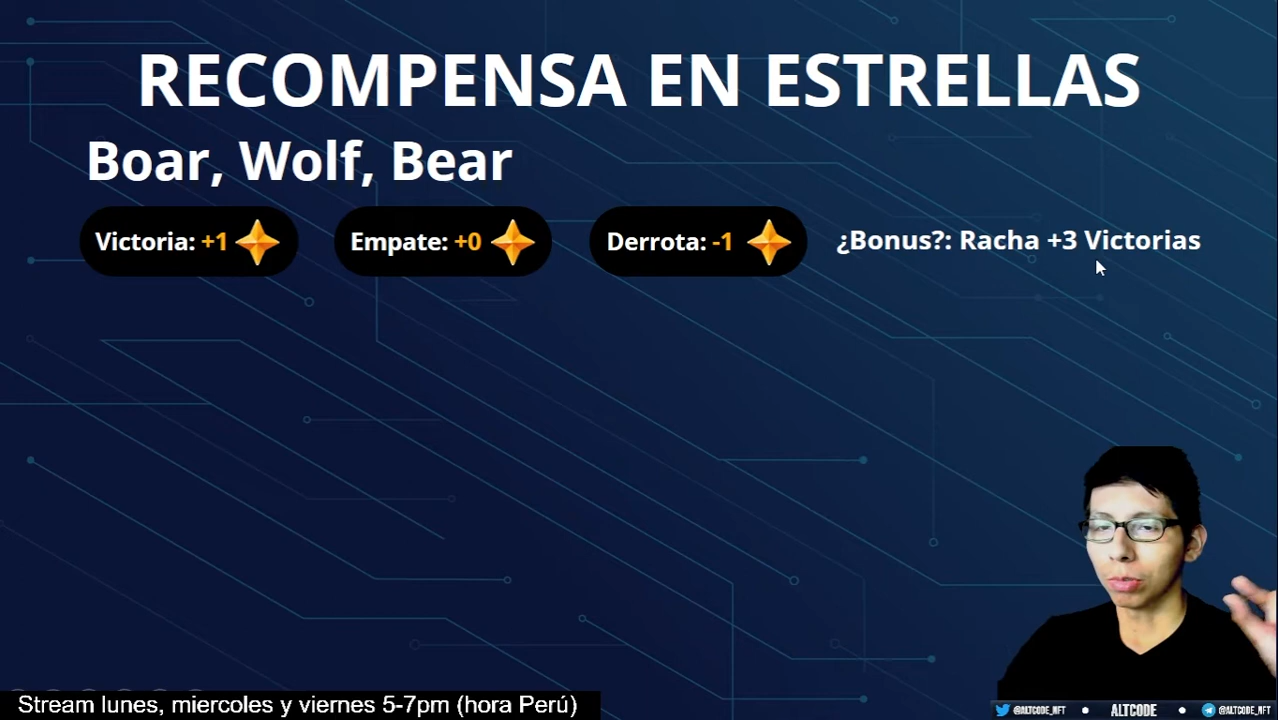 RECOMPENSA EN ESTRELLAS
Boar, Wolf, Bear
Victoria: +1
Empate: +0
Derrota: -1
¿Bonus?: Racha +3 Victorias
Stream lunes, miercoles y viernes 5-7pm (hora Perú)
@ALTCODE_NFT • ALTCODE • @ALTCODE_NFT